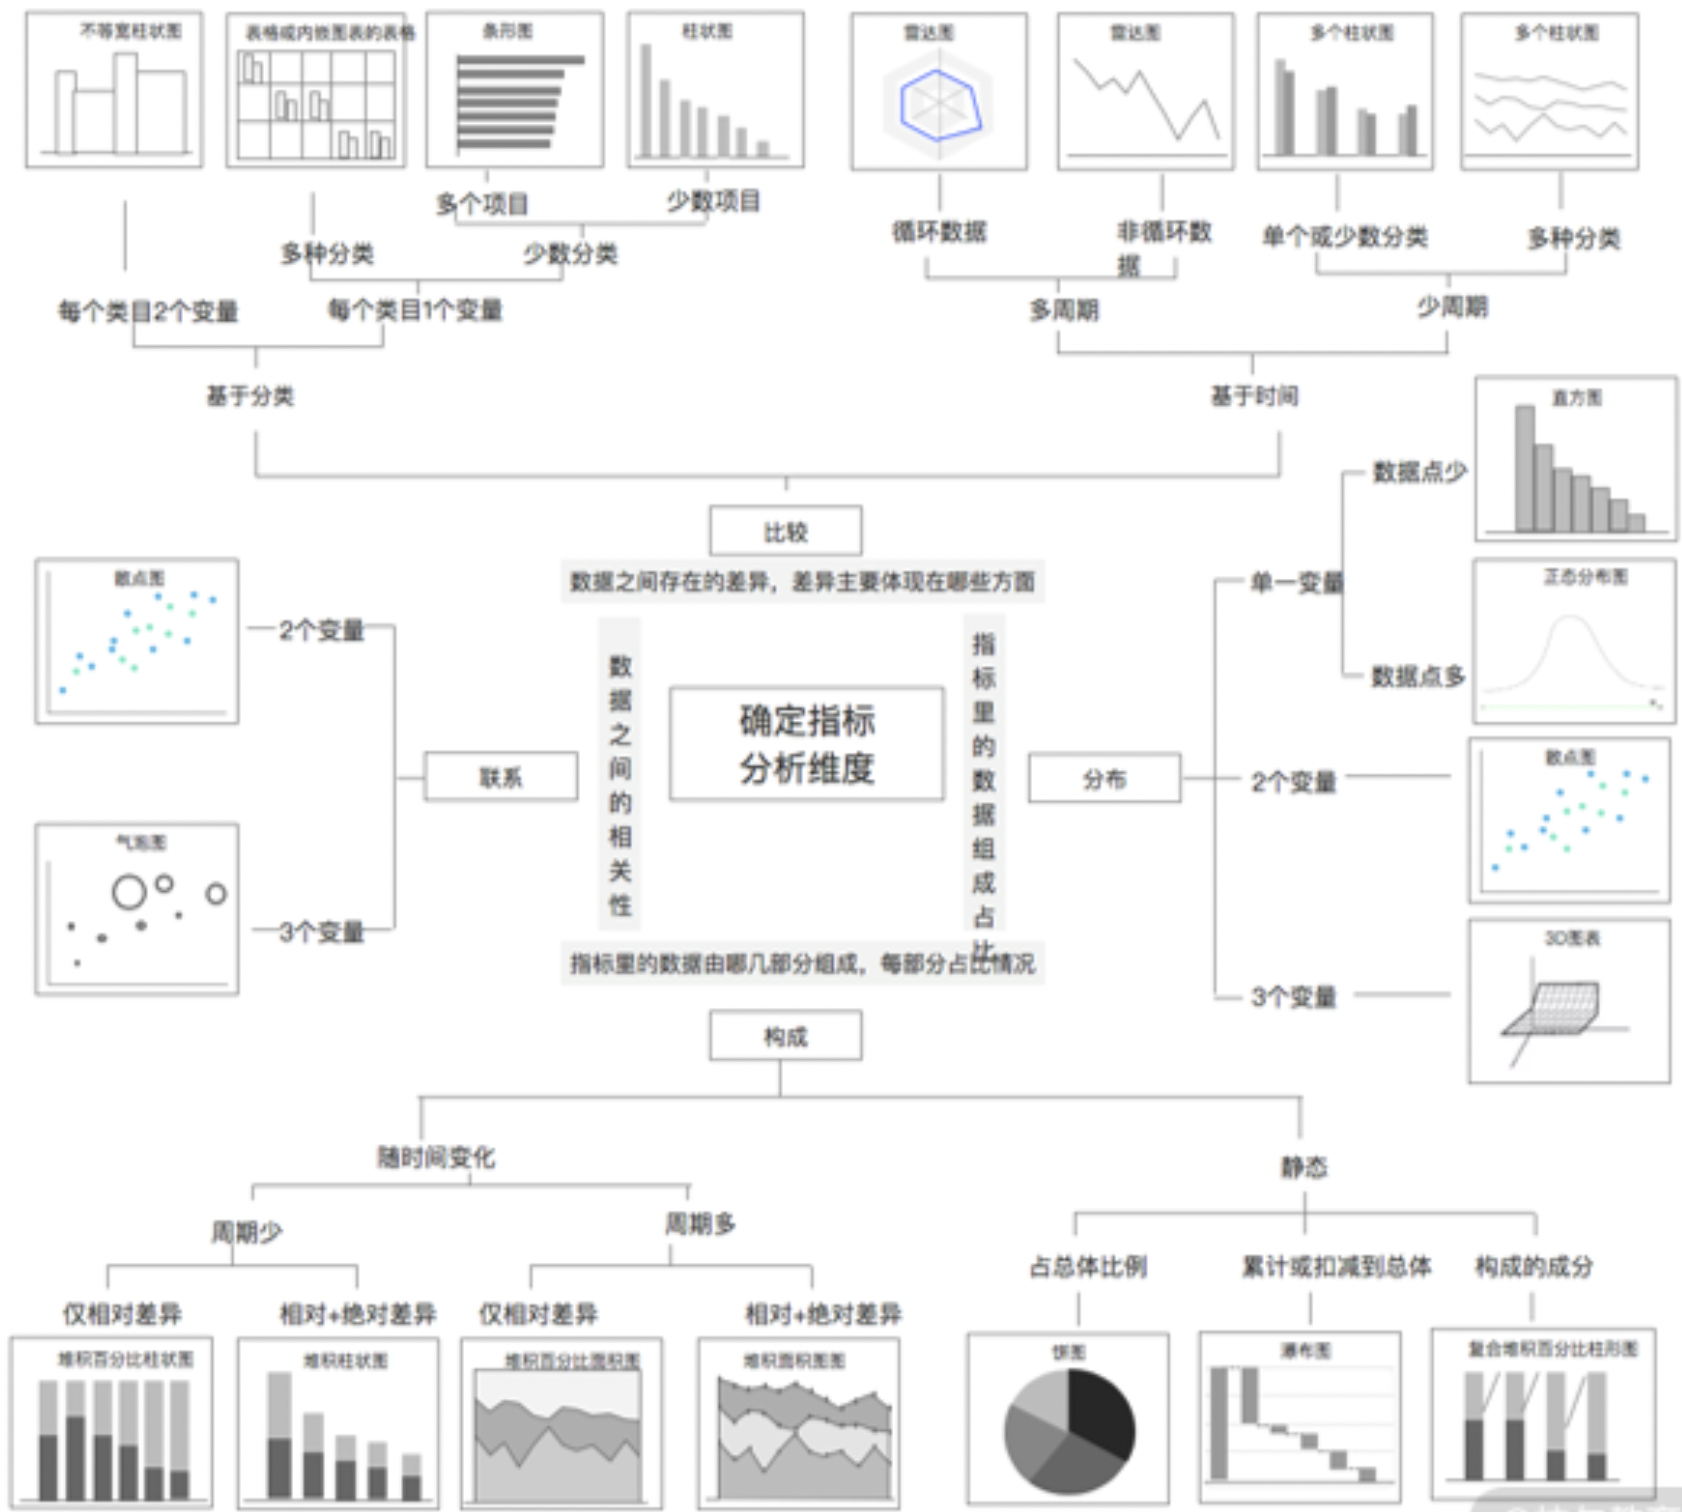 不等宽柱状图
表格或内嵌图表的表格
条形图
柱状图
雷达图
雷达图
多个柱状图
多个柱状图
多个项目
少数项目
循环数据
非循环数
据
单个或少数分类
多种分类
多种分类
少数分类
每个类目2个变量
每个类目1个变量
多周期
少周期
基于分类
基于时间
直方图
数据点少
比较
数据之间存在的差异，差异主要体现在哪些方面
散点图
2个变量
单一变量
正态分布图
数据点多
数据之间的相关性
确定指标
分析维度
指标里的数据组成占比
联系
分布
2个变量
散点图
气泡图
3个变量
3D图表
3个变量
指标里的数据由哪几部分组成，每部分占比情况
构成
随时间变化
静态
周期少
周期多
占总体比例
累计或扣减到总体
构成的成分
仅相对差异
相对+绝对差异
仅相对差异
相对+绝对差异
堆积百分比柱状图
堆积柱状图
堆积百分比面积图
堆积面积图图
饼图
瀑布图
复合堆积百分比柱形图